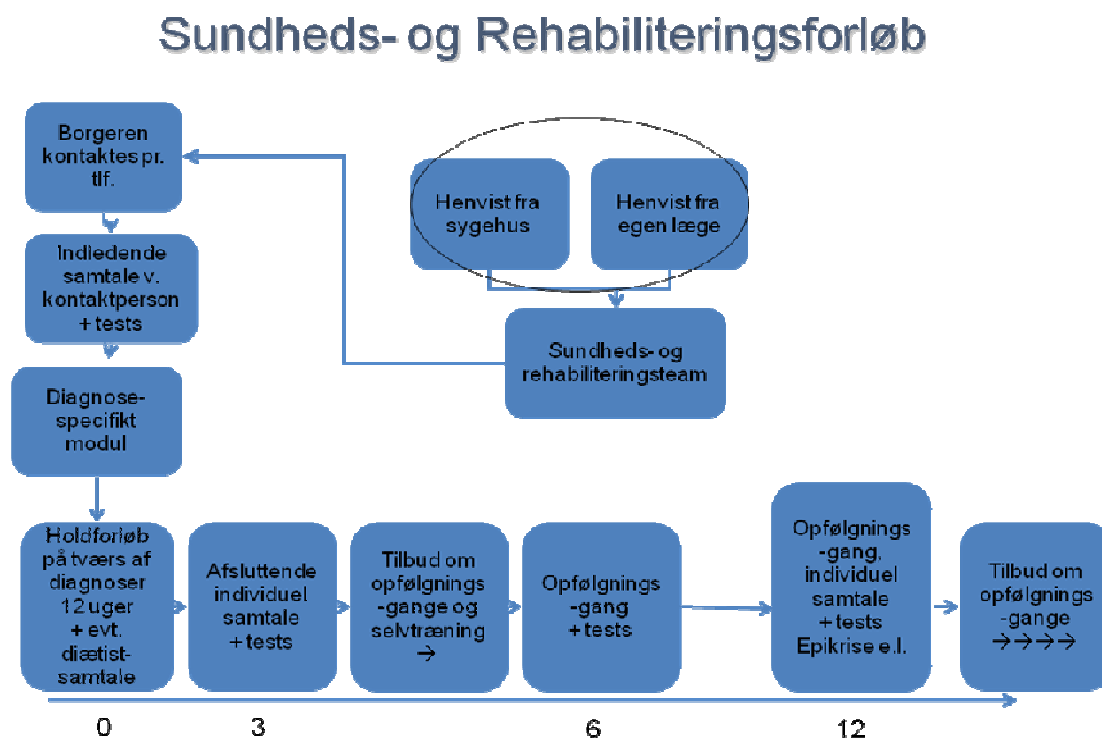 Sundheds- og Rehabiliteringsforløb
Borgeren
kontaktes pr.
tlf.
Henvist fra
sygehus
Henvist fra
egen læge
Indledende
samtale v.
kontaktperson
+ tests
Sundheds- og
rehabiliteringsteam
Diagnose-
specifikt
modul
Holdforløb
på tværs af
diagnoser
12 uger
+ evt.
diætist-
samtale
Afsluttende
individuel
samtale
+ tests
Tilbud om
opfølgnings
-gange og
selvtræning
→
Opfølgnings
-gang
+ tests
Opfølgnings
-gang,
individuel
samtale
+ tests
Epikrise e.l.
Tilbud om
opfølgnings
-gange
→→→→
0
3
6
12